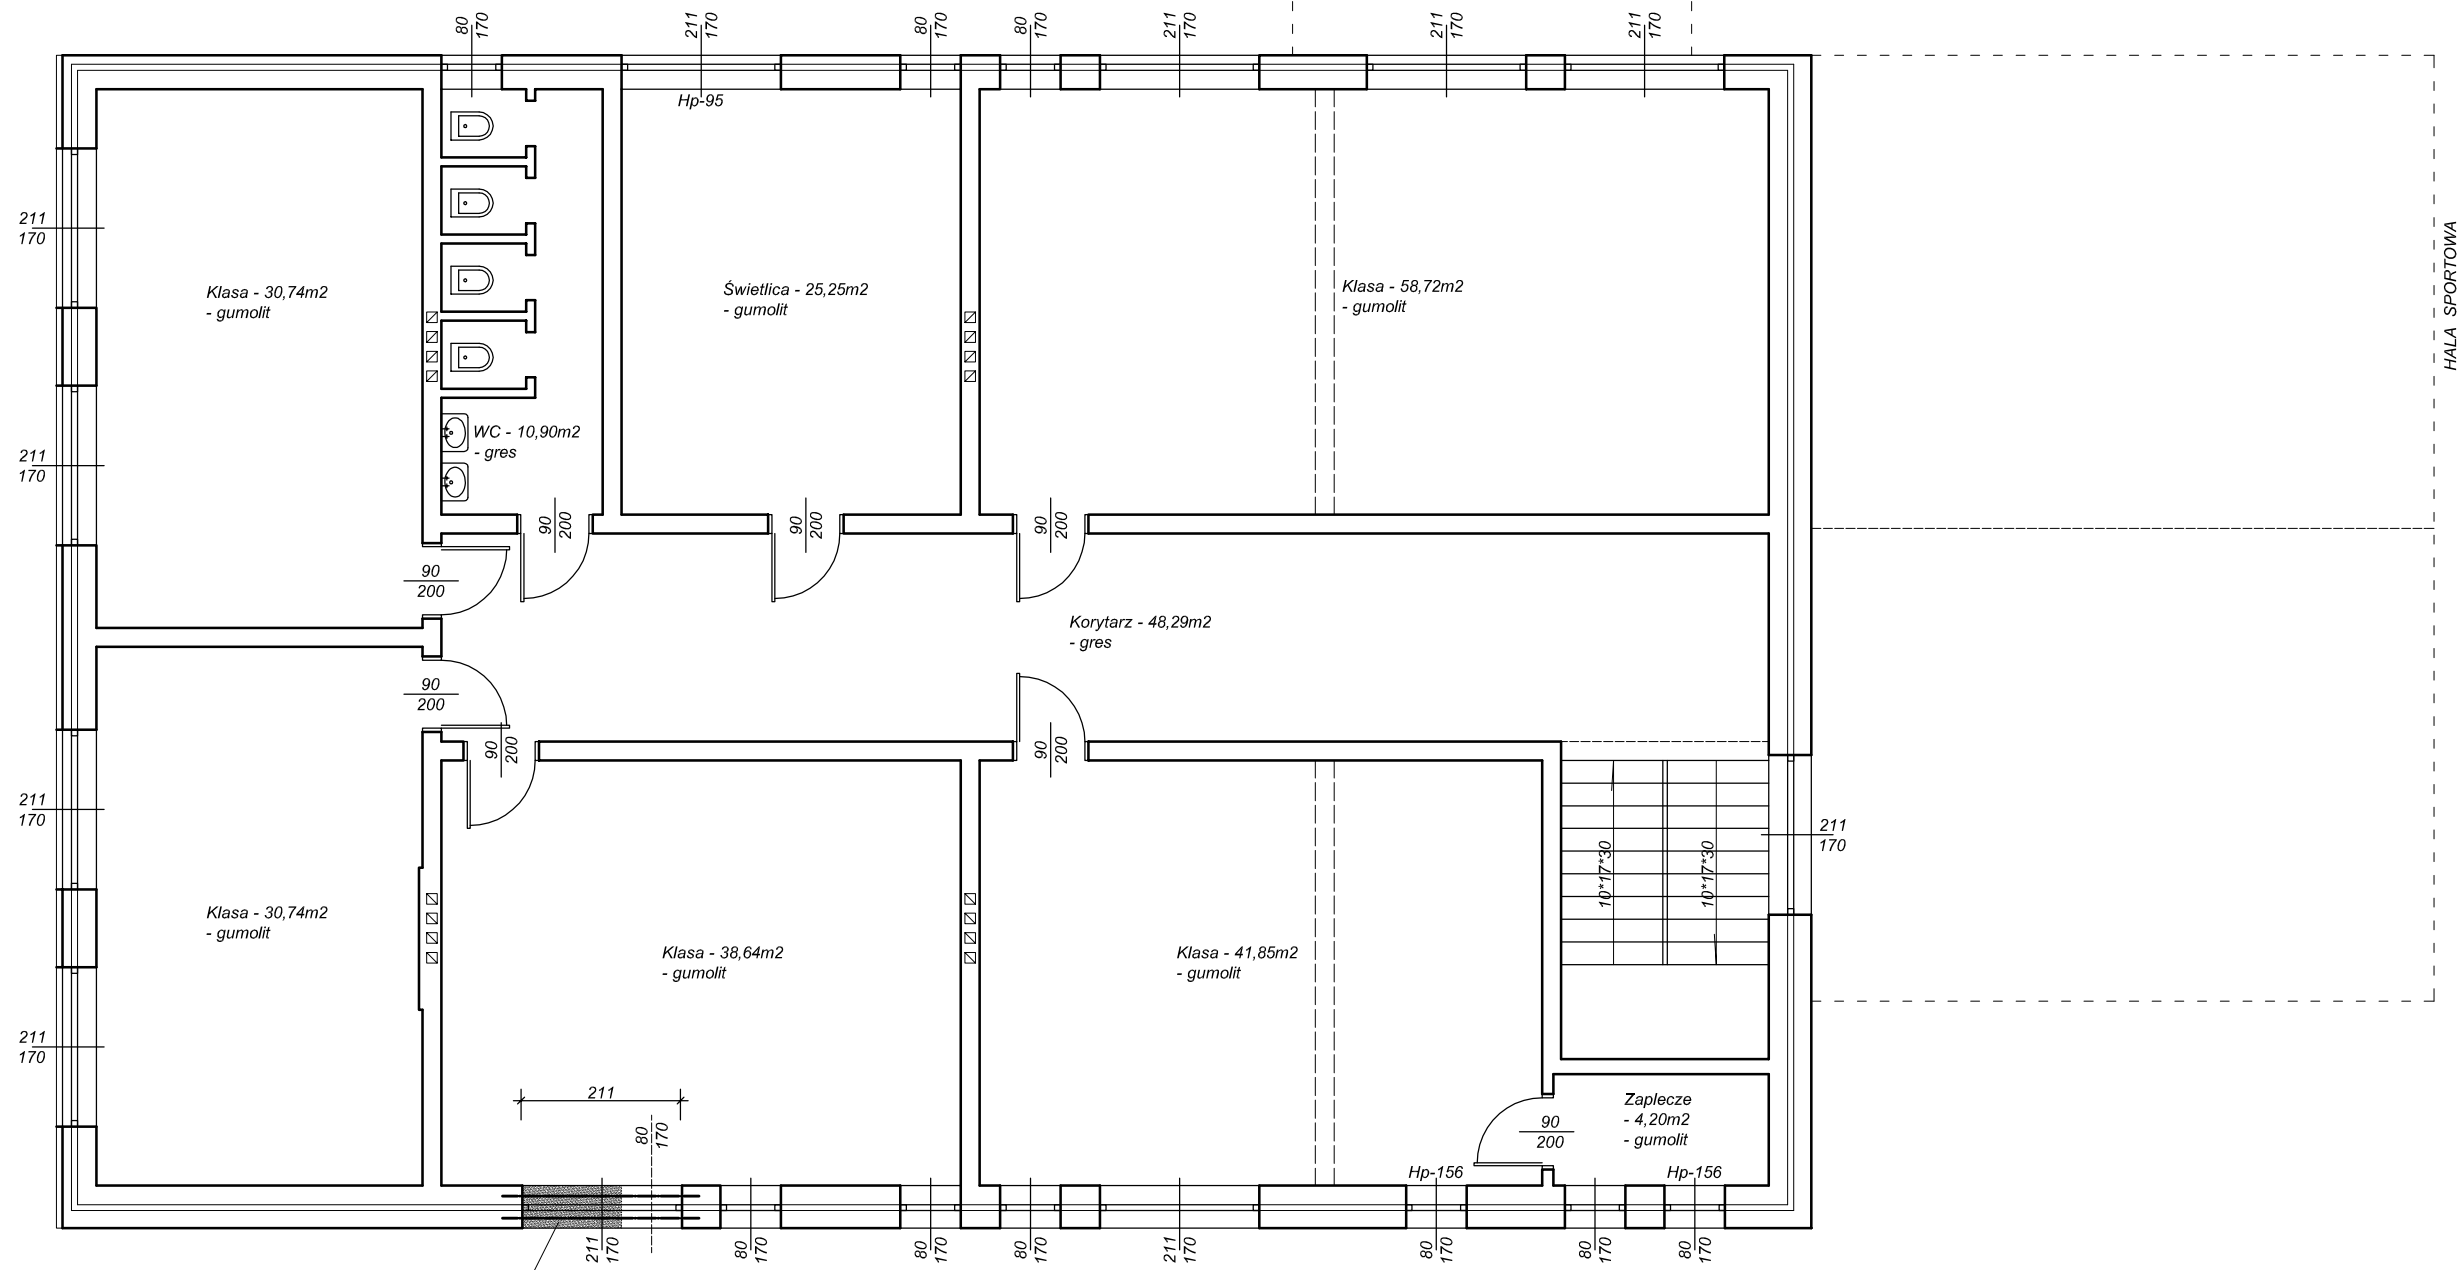 80
170
211
170
80
170
80
170
211
170
211
170
211
170
Hp-95
211
170
HALA SPORTOWA
Klasa - 30,74m2
- gumolit
Świetlica - 25,25m2
- gumolit
Klasa - 58,72m2
- gumolit
WC - 10,90m2
- gres
211
170
90
200
90
200
90
200
90
200
Korytarz - 48,29m2
- gres
90
200
90
200
90
200
211
170
211
170
10*17*30
10*17*30
Klasa - 30,74m2
- gumolit
Klasa - 38,64m2
- gumolit
Klasa - 41,85m2
- gumolit
211
170
211
80
170
Zaplecze
- 4,20m2
- gumolit
90
200
Hp-156
Hp-156
211
170
80
170
80
170
80
170
211
170
80
170
80
170
80
170